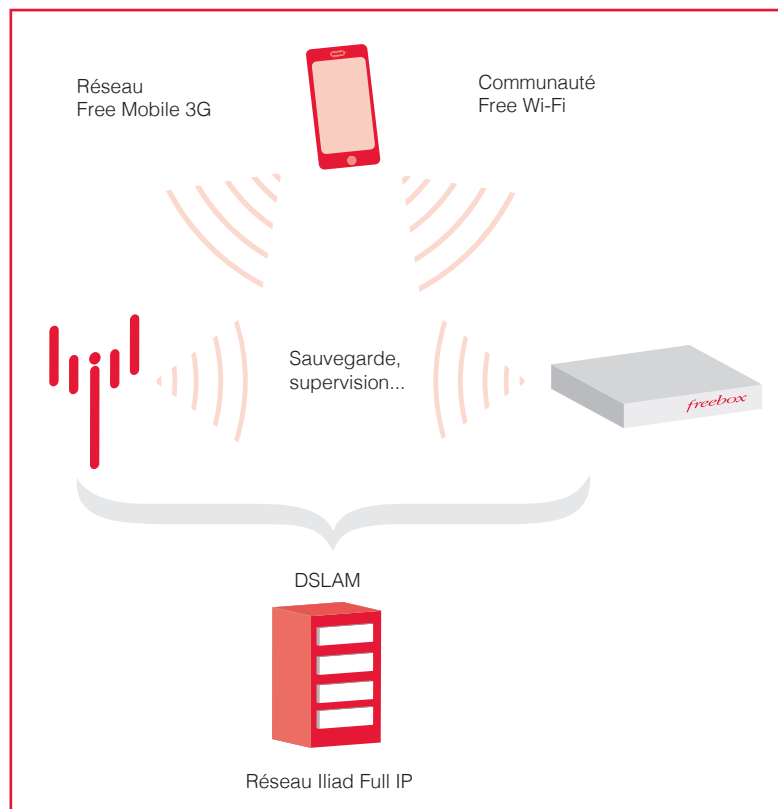 Réseau
Free Mobile 3G
Communauté
Free Wi-Fi
Sauvegarde,
supervision...
freebox
DSLAM
Réseau Iliad Full IP